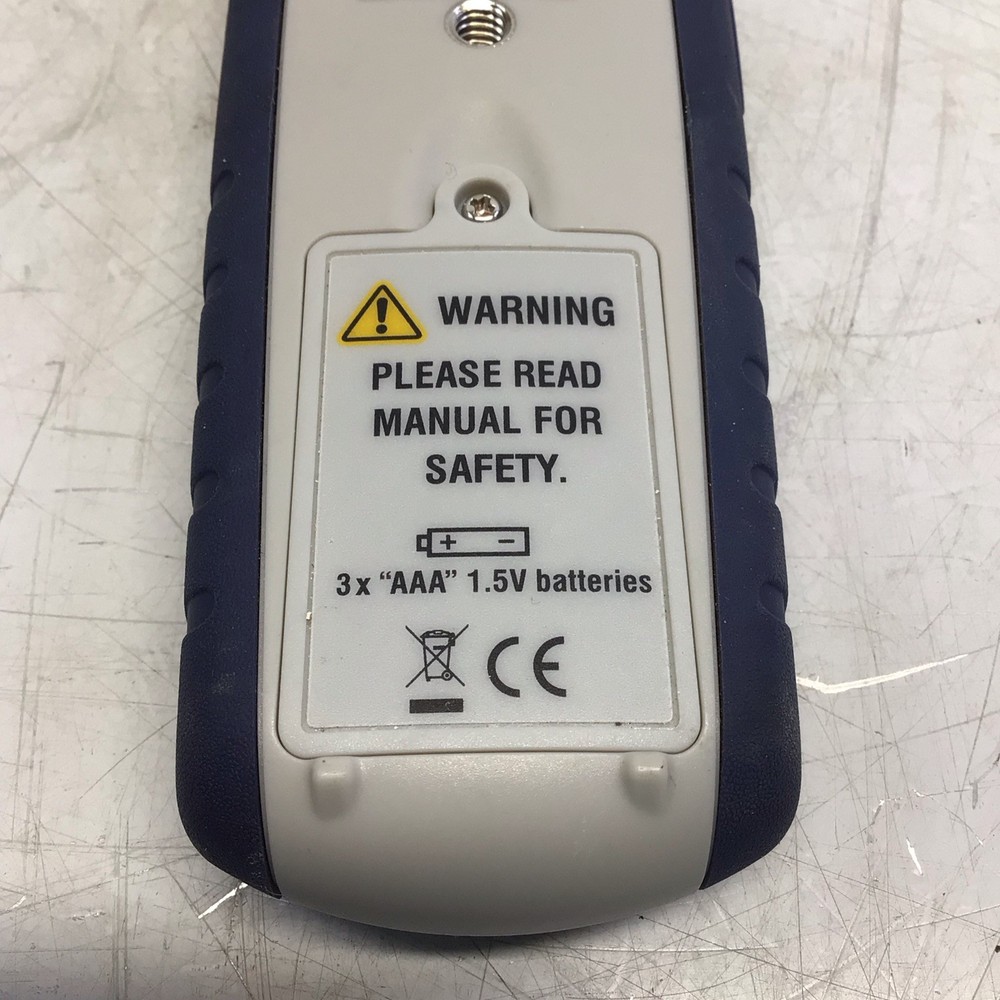 WARNING
PLEASE READ
MANUAL FOR
SAFETY.
+ −
3 x “AAA” 1.5V batteries
CE